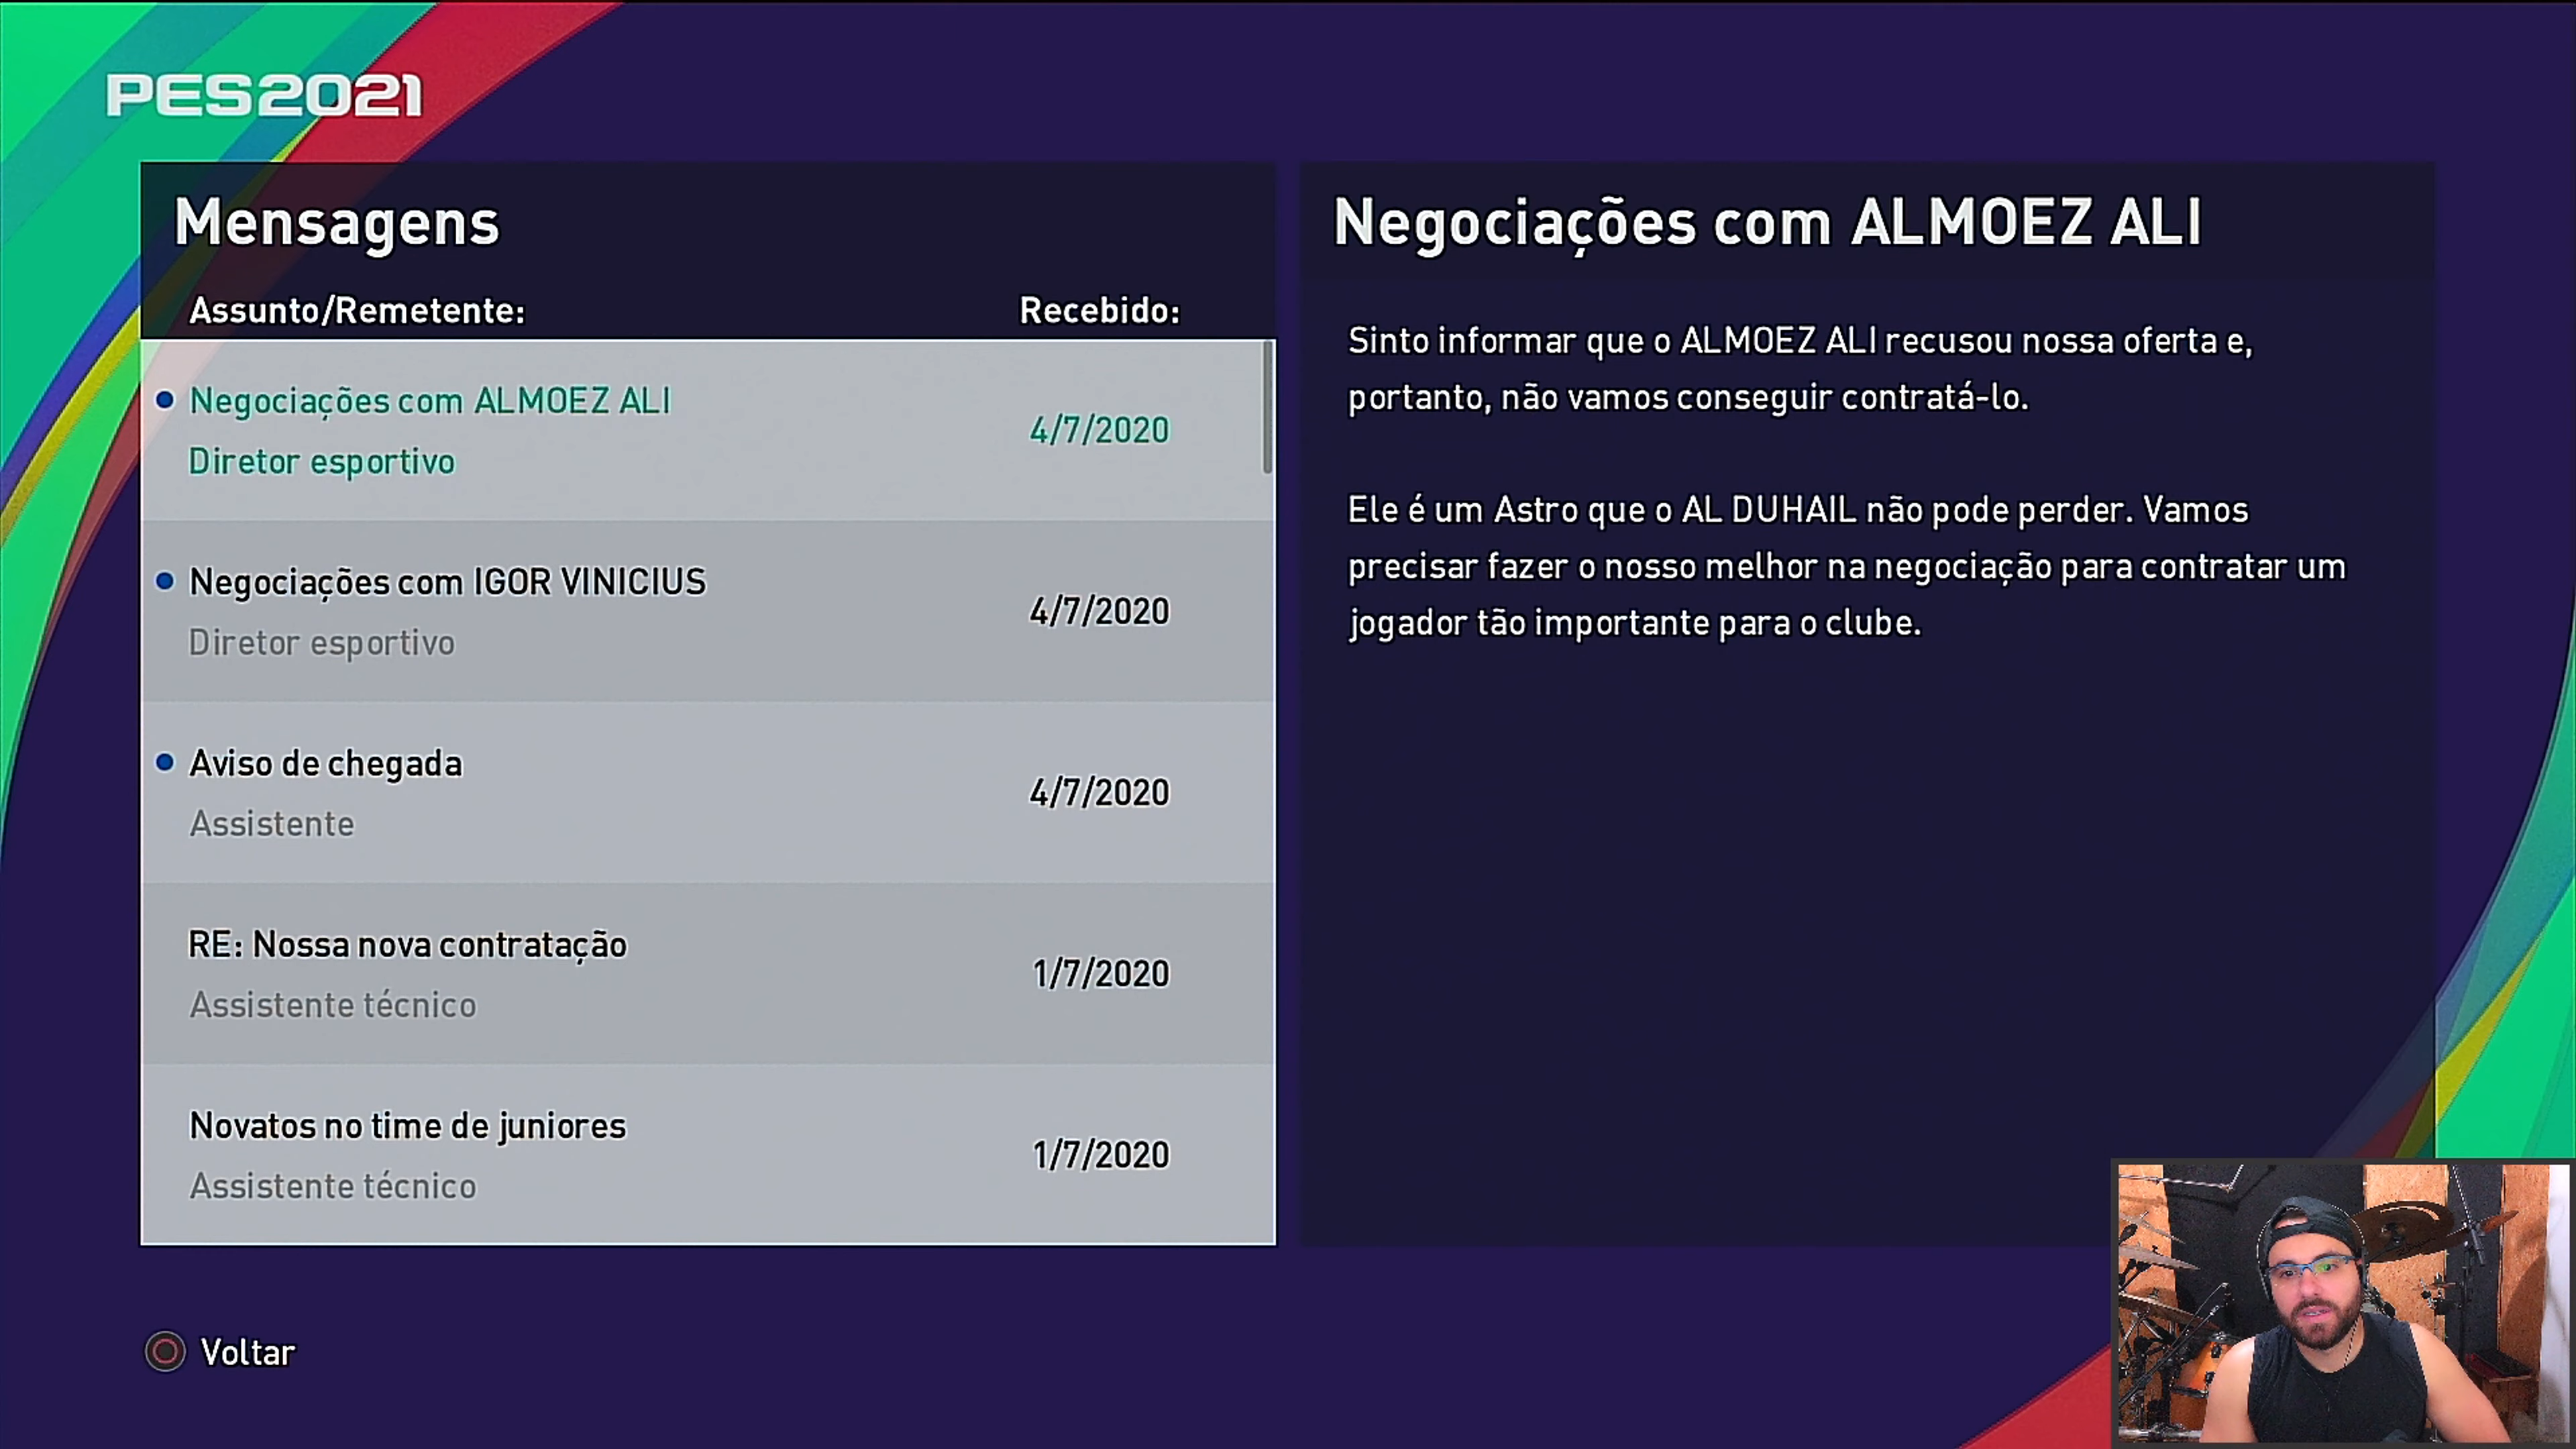 PES2021
Mensagens
Assunto/Remetente: Recebido:
Negociações com ALMOEZ ALI
Diretor esportivo
4/7/2020
Negociações com IGOR VINICIUS
Diretor esportivo
4/7/2020
Aviso de chegada
Assistente
4/7/2020
RE: Nossa nova contratação
Assistente técnico
1/7/2020
Novatos no time de juniores
Assistente técnico
1/7/2020
Negociações com ALMOEZ ALI
Sinto informar que o ALMOEZ ALI recusou nossa oferta e,
portanto, não vamos conseguir contratá-lo.
Ele é um Astro que o AL DUHAIL não pode perder. Vamos
precisar fazer o nosso melhor na negociação para contratar um
jogador tão importante para o clube.
Voltar